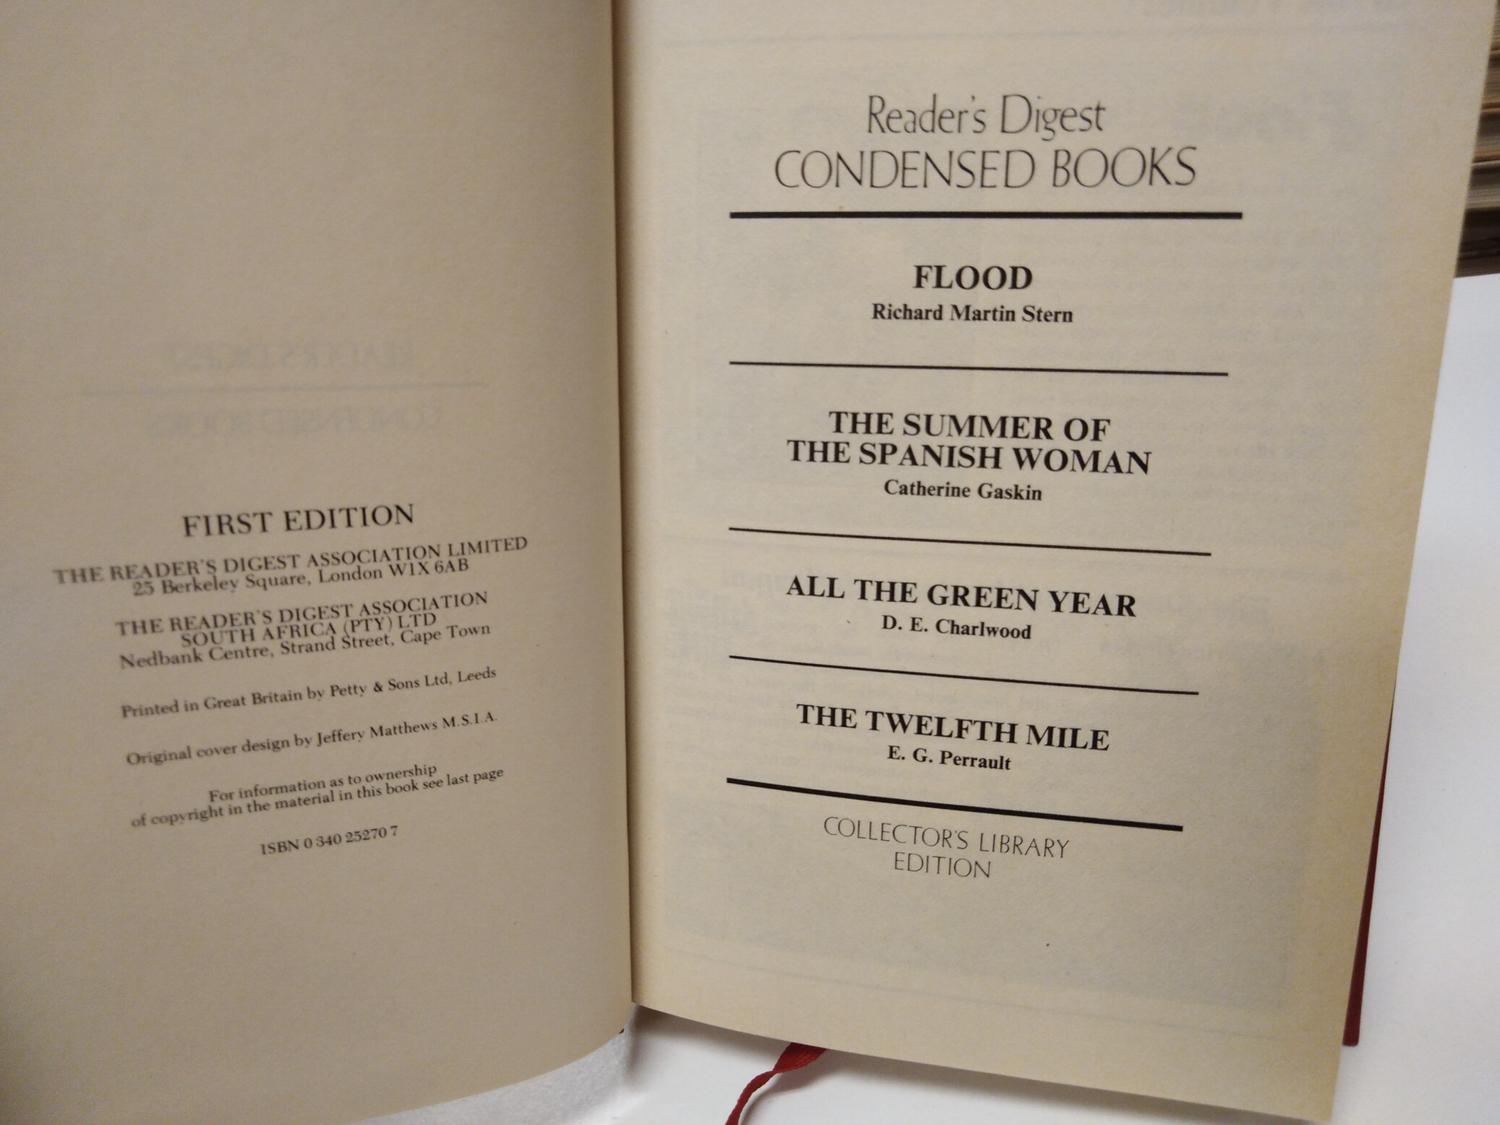 FIRST EDITION
THE READER'S DIGEST ASSOCIATION LIMITED
25 Berkeley Square, London W1X 6AB
THE READER'S DIGEST ASSOCIATION
SOUTH AFRICA (PTY) LTD
Nedbank Centre, Strand Street, Cape Town
Printed in Great Britain by Petty & Sons Ltd, Leeds
Original cover design by Jeffery Matthews M.S.I.A.
For information as to ownership
of copyright in the material in this book see last page
ISBN 0 340 25270 7
Reader's Digest
CONDENSED BOOKS
FLOOD
Richard Martin Stern
THE SUMMER OF
THE SPANISH WOMAN
Catherine Gaskin
ALL THE GREEN YEAR
D. E. Charlwood
THE TWELFTH MILE
E. G. Perrault
COLLECTOR'S LIBRARY
EDITION